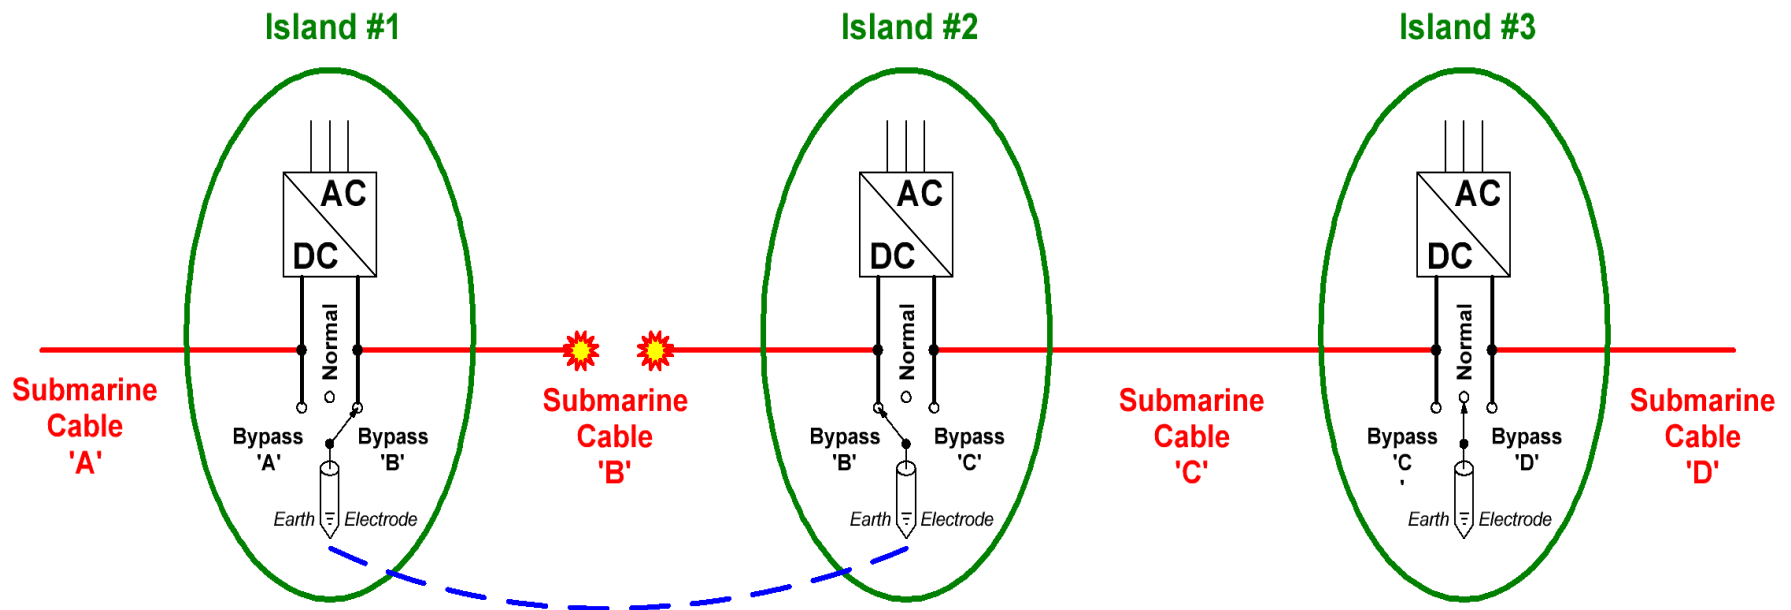 Island #1
Island #2
Island #3
AC
DC
Normal
AC
DC
Normal
AC
DC
Normal
Submarine
Cable
'A'
Bypass
'A'
Bypass
'B'
Submarine
Cable
'B'
Bypass
'B'
Bypass
'C'
Submarine
Cable
'C'
Bypass
'C
'
Bypass
'D'
Submarine
Cable
'D'
Earth Electrode
Earth Electrode
Earth Electrode